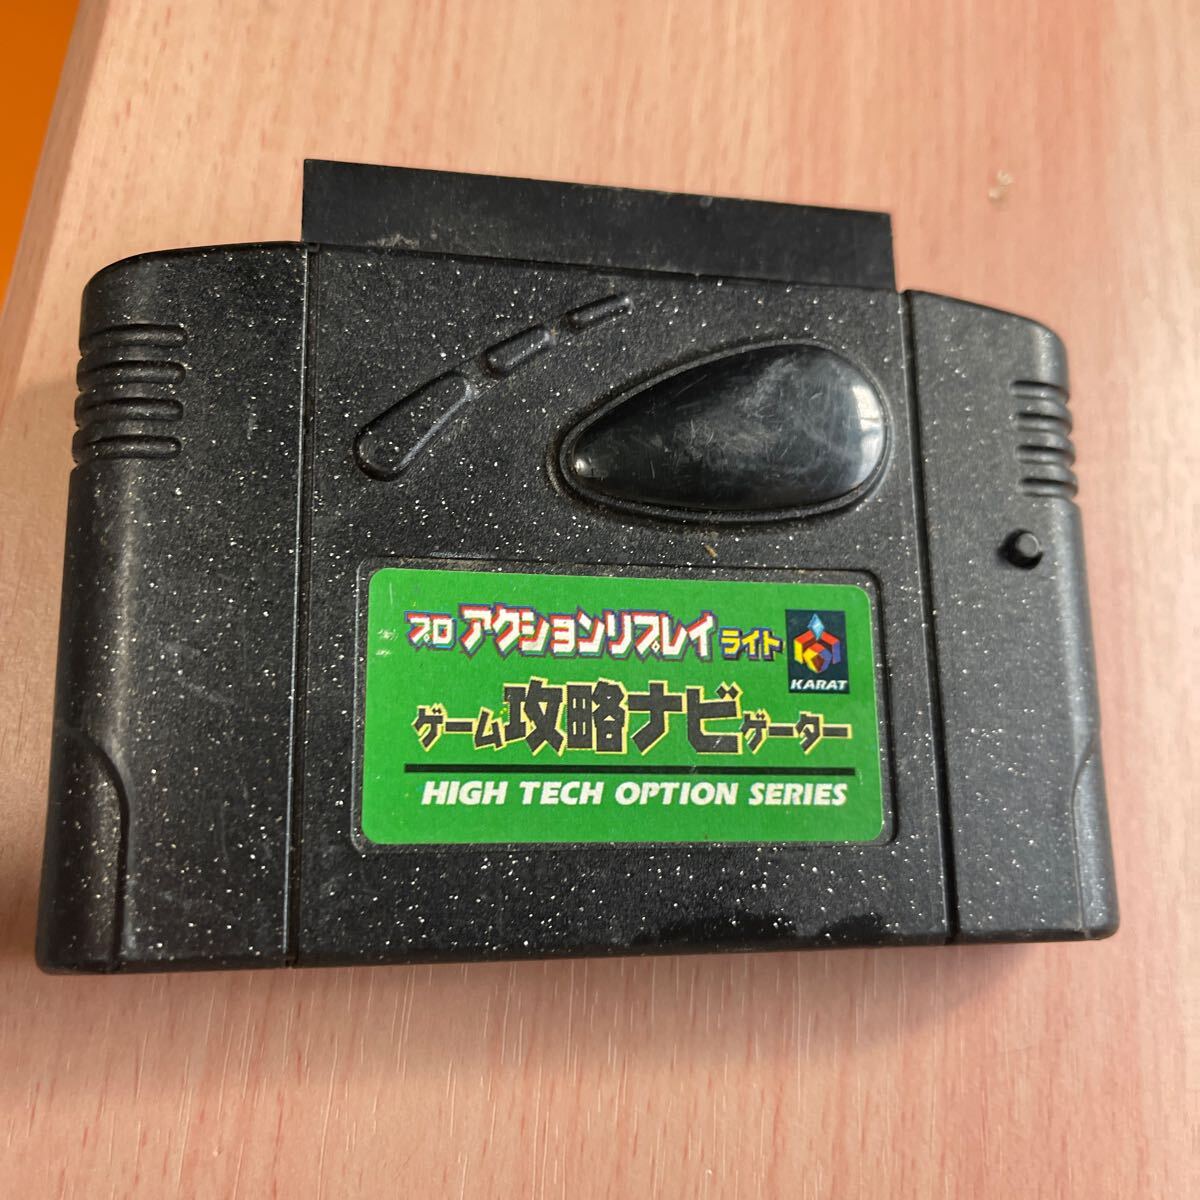 プロ アクションリプレイ ライト
KARAT
ゲーム攻略ナビゲーター
HIGH TECH OPTION SERIES